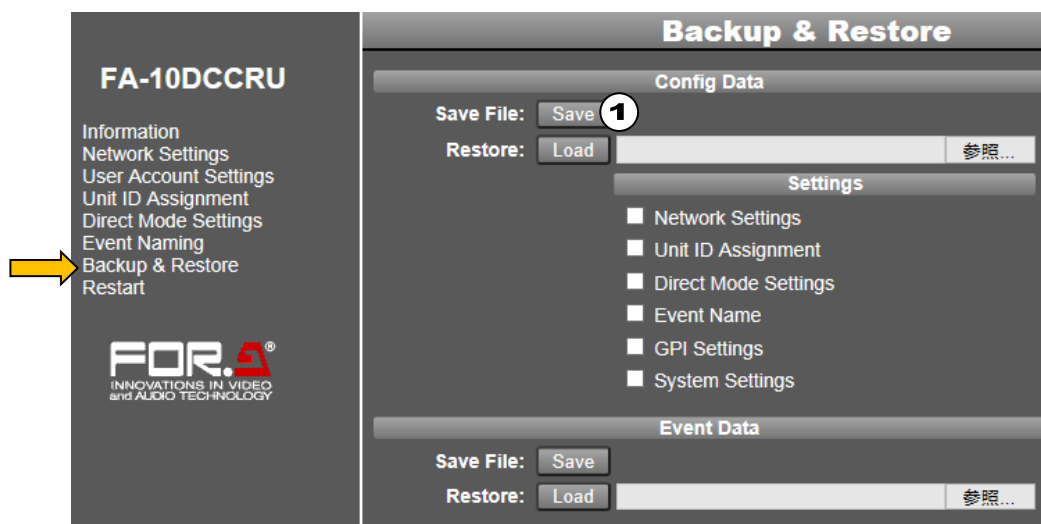 FA-10DCCRU
Information
Network Settings
User Account Settings
Unit ID Assignment
Direct Mode Settings
Event Naming
Backup & Restore
Restart
FOR.A®
INNOVATIONS IN VIDEO
and AUDIO TECHNOLOGY
Backup & Restore
Config Data
Save File: Save 1
Restore: Load 参照...
Settings
Network Settings
Unit ID Assignment
Direct Mode Settings
Event Name
GPI Settings
System Settings
Event Data
Save File: Save
Restore: Load 参照...